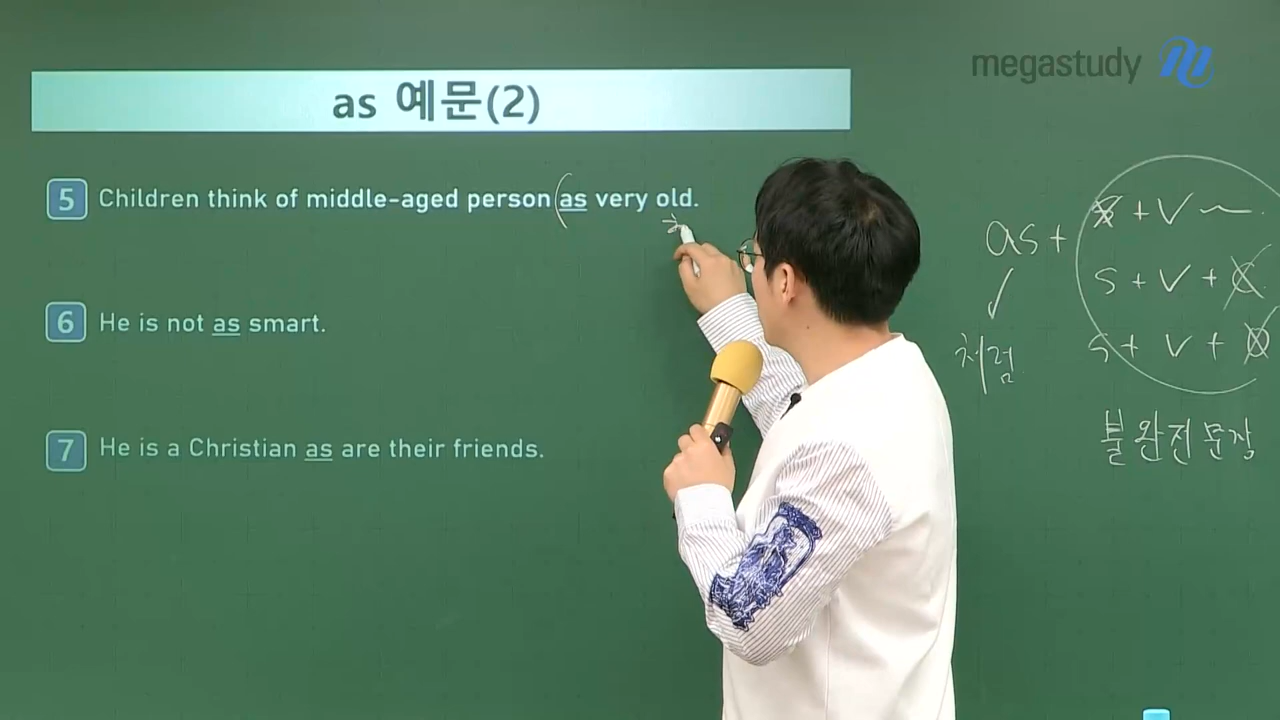 megastudy
as 예문(2)
5 Children think of middle-aged person (as very old.
6 He is not as smart.
7 He is a Christian as are their friends.
as +
처럼
s + V ~.
s + V + c
s + V + o
불완전 문장